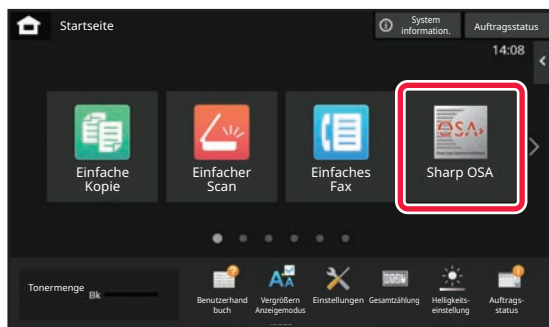 Startseite
System
information.
Auftragsstatus
14:08
OSA
Einfache
Kopie
Einfacher
Scan
Einfaches
Fax
Sharp OSA
Tonermenge
Bk
Benutzerhand
buch
Vergrößern
Anzeigemodus
Einstellungen
Gesamtzählung
Helligkeits-
einstellung
Auftrags-
status